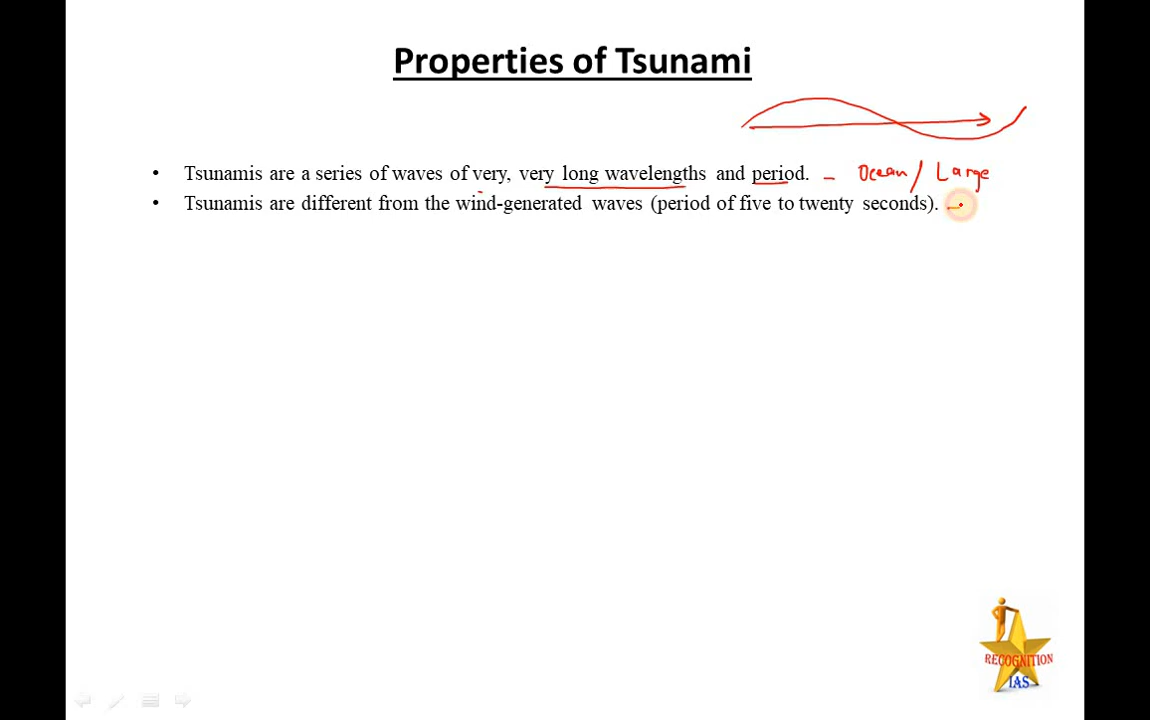 Properties of Tsunami
• Tsunamis are a series of waves of very, very long wavelengths and period. – Ocean / Large
• Tsunamis are different from the wind-generated waves (period of five to twenty seconds). –
RECOGNITION
IAS